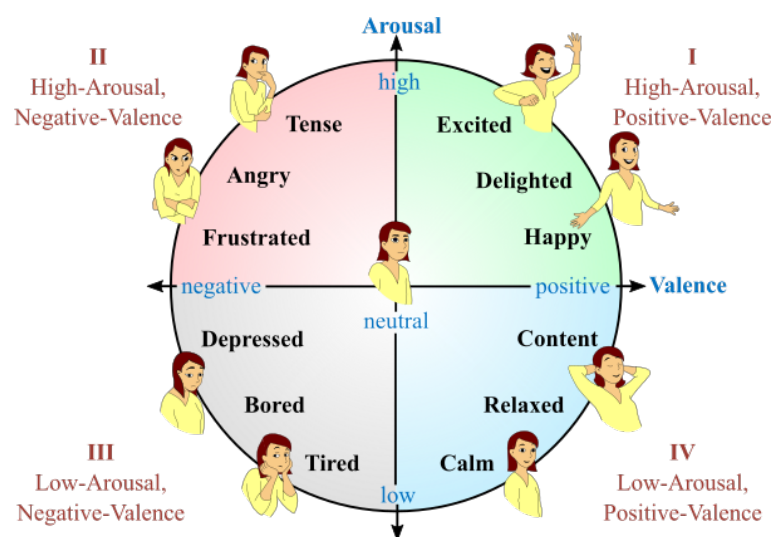 Arousal
II
High-Arousal,
Negative-Valence
I
High-Arousal,
Positive-Valence
high
Tense
Excited
Angry
Delighted
Frustrated
Happy
negative
positive
Valence
neutral
Depressed
Content
Bored
Relaxed
Tired
Calm
low
III
Low-Arousal,
Negative-Valence
IV
Low-Arousal,
Positive-Valence